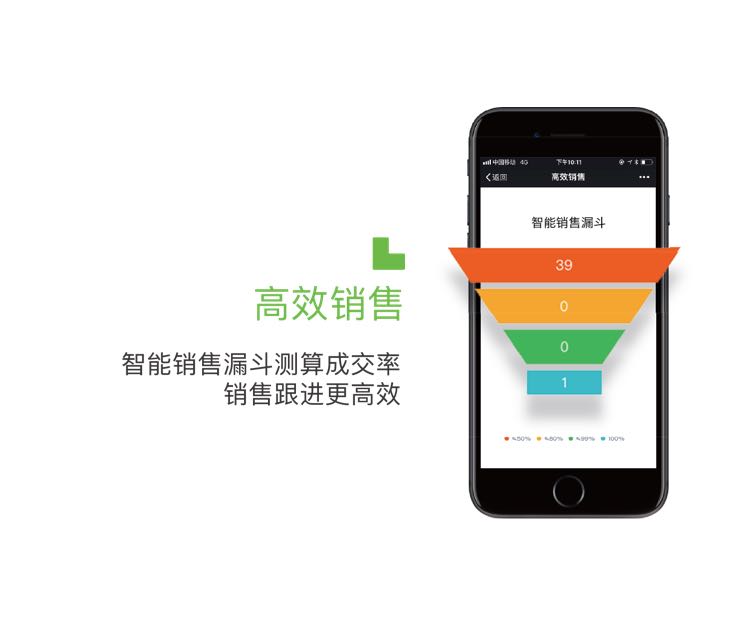 高效销售
智能销售漏斗测算成交率
销售跟进更高效
中国移动 4G 下午10:11
返回 高效销售
智能销售漏斗
39
0
0
1
≤50% ≤80% ≤99% 100%